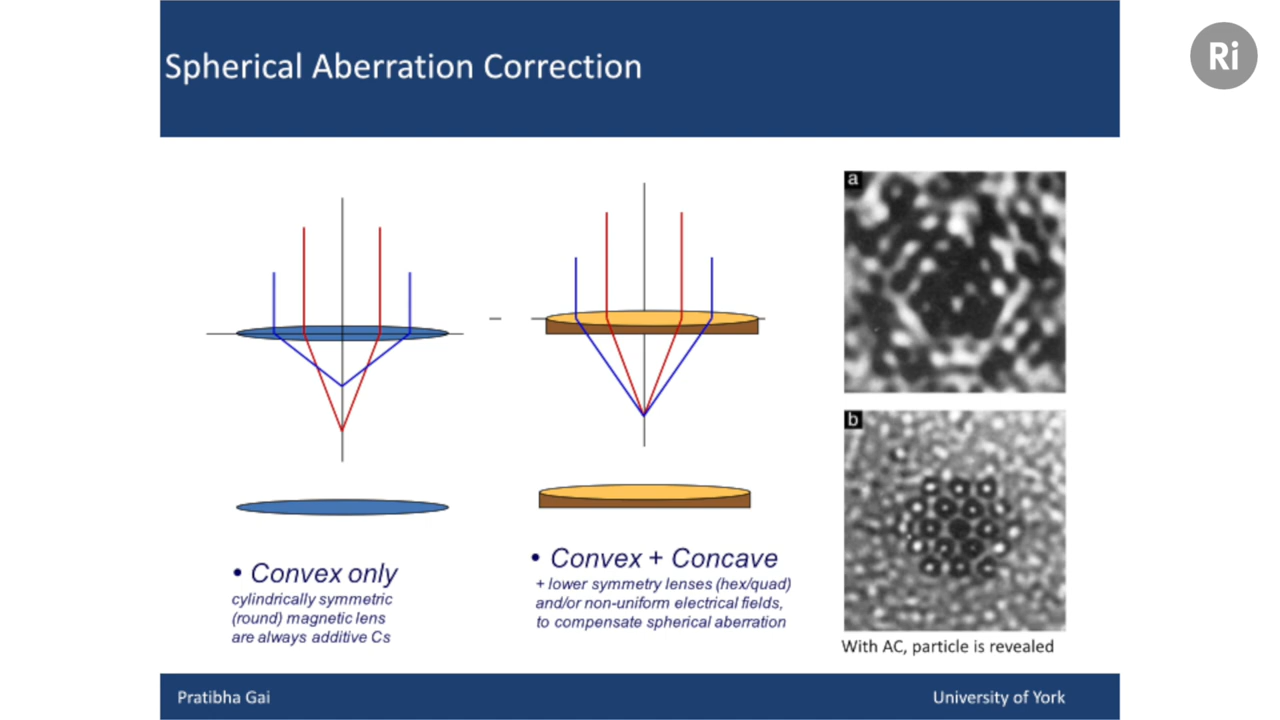 Spherical Aberration Correction
Ri
a
b
• Convex only
cylindrically symmetric
(round) magnetic lens
are always additive Cs
• Convex + Concave
+ lower symmetry lenses (hex/quad)
and/or non-uniform electrical fields,
to compensate spherical aberration
With AC, particle is revealed
Pratibha Gai
University of York